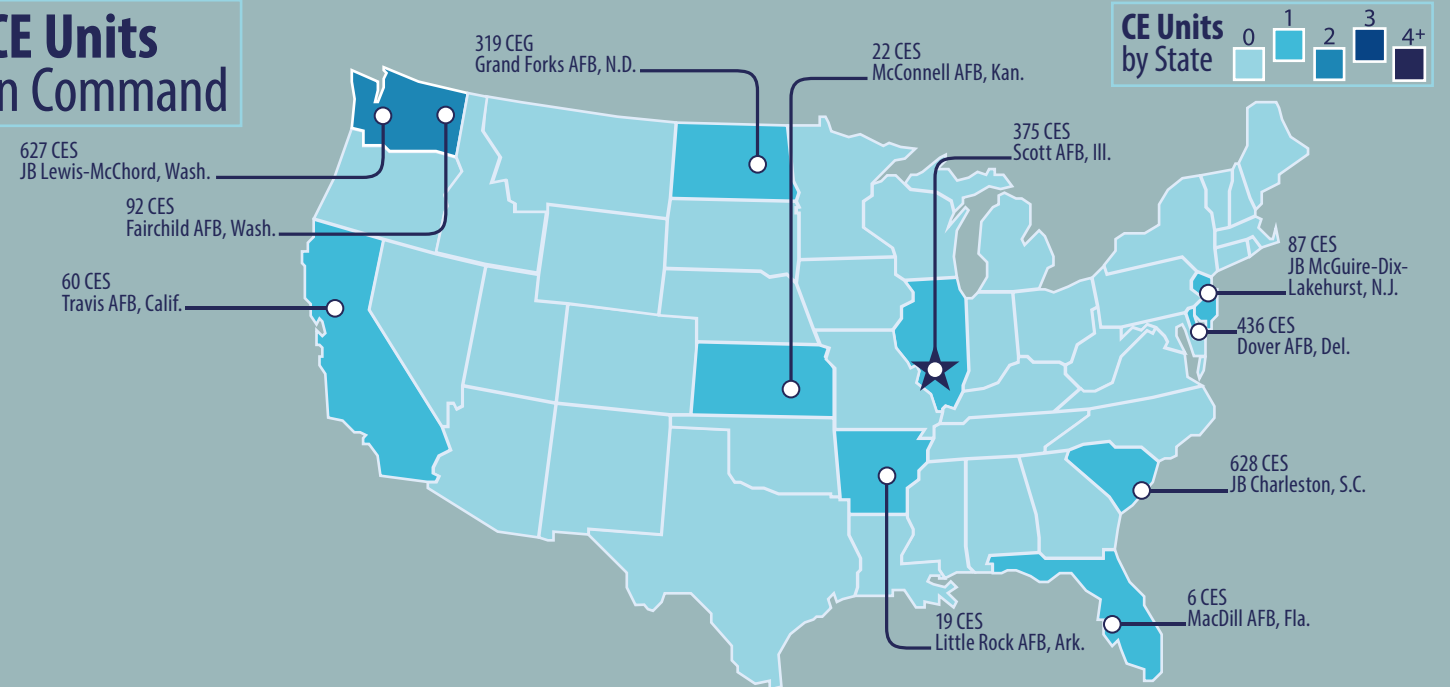 CE Units
n Command
CE Units
by State
0
1
2
3
4+
319 CEG
Grand Forks AFB, N.D.
22 CES
McConnell AFB, Kan.
375 CES
Scott AFB, Ill.
627 CES
JB Lewis-McChord, Wash.
92 CES
Fairchild AFB, Wash.
60 CES
Travis AFB, Calif.
87 CES
JB McGuire-Dix-
Lakehurst, N.J.
436 CES
Dover AFB, Del.
628 CES
JB Charleston, S.C.
6 CES
MacDill AFB, Fla.
19 CES
Little Rock AFB, Ark.